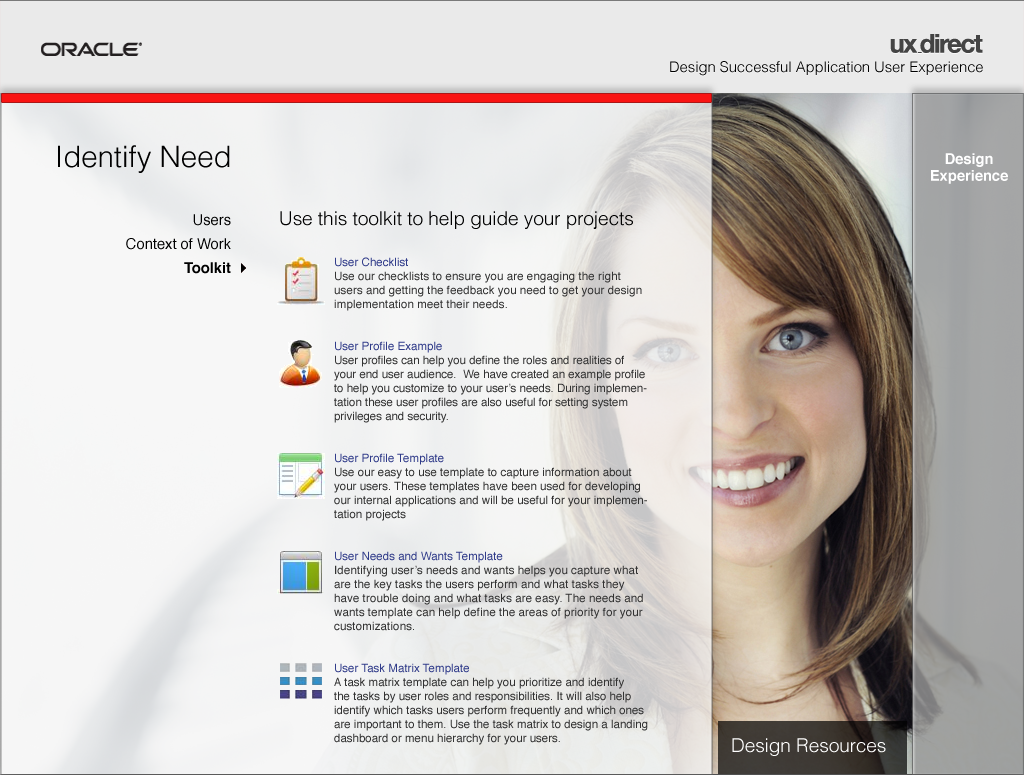 ORACLE
ux direct
Design Successful Application User Experience
Design
Experience
Identify Need
Users
Context of Work
Toolkit
Use this toolkit to help guide your projects
User Checklist
Use our checklists to ensure you are engaging the right
users and getting the feedback you need to get your design
implementation meet their needs.
User Profile Example
User profiles can help you define the roles and realities of
your end user audience.  We have created an example profile
to help you customize to your user's needs. During implemen-
tation these user profiles are also useful for setting system
privileges and security.
User Profile Template
Use our easy to use template to capture information about
your users. These templates have been used for developing
our internal applications and will be useful for your implemen-
tation projects
User Needs and Wants Template
Identifying user's needs and wants helps you capture what
are the key tasks the users perform and what tasks they
have trouble doing and what tasks are easy. The needs and
wants template can help define the areas of priority for your
customizations.
User Task Matrix Template
A task matrix template can help you prioritize and identify
the tasks by user roles and responsibilities. It will also help
identify which tasks users perform frequently and which ones
are important to them. Use the task matrix to design a landing
dashboard or menu hierarchy for your users.
Design Resources